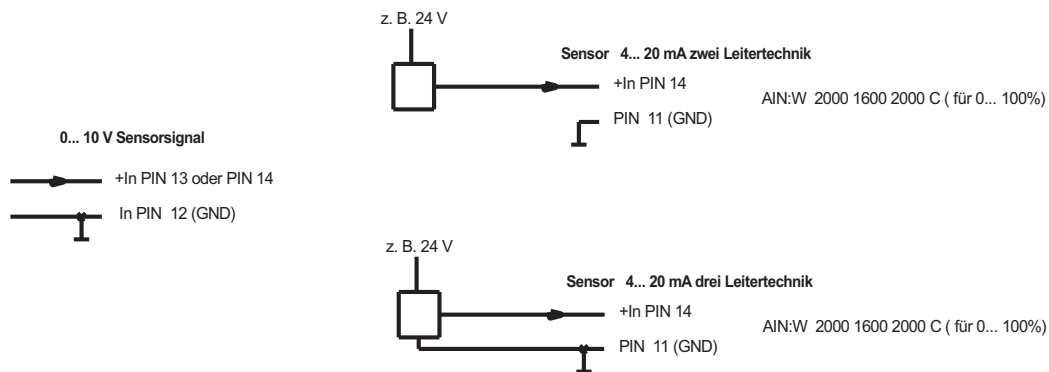 0... 10 V Sensorsignal
+In PIN 13 oder PIN 14
In PIN 12 (GND)
z. B. 24 V
Sensor 4... 20 mA zwei Leitertechnik
+In PIN 14
AIN:W 2000 1600 2000 C ( für 0... 100%)
PIN 11 (GND)
z. B. 24 V
Sensor 4... 20 mA drei Leitertechnik
+In PIN 14
AIN:W 2000 1600 2000 C ( für 0... 100%)
PIN 11 (GND)